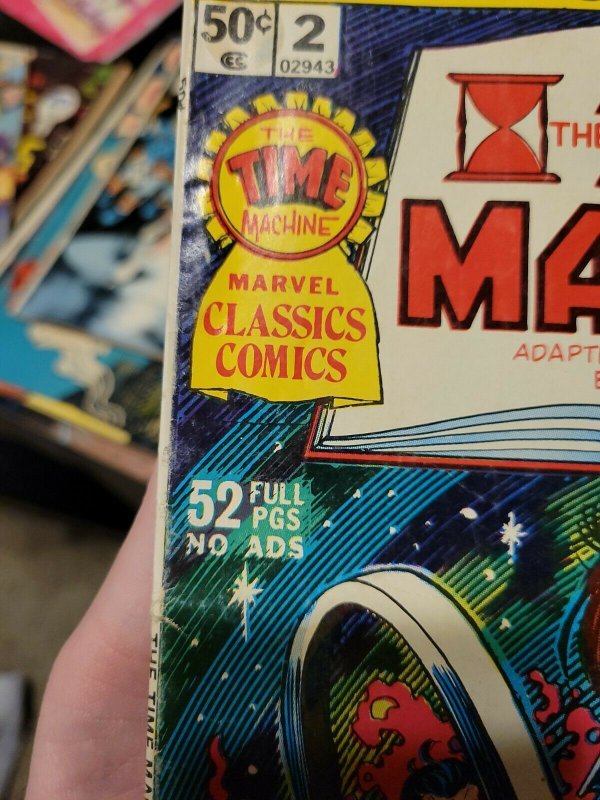 50¢ 2
CC 02943
THE
TIME
MACHINE
MARVEL
CLASSICS
COMICS
THE
MA
ADAPT
52 FULL
PGS
NO ADS
THE TIME MA